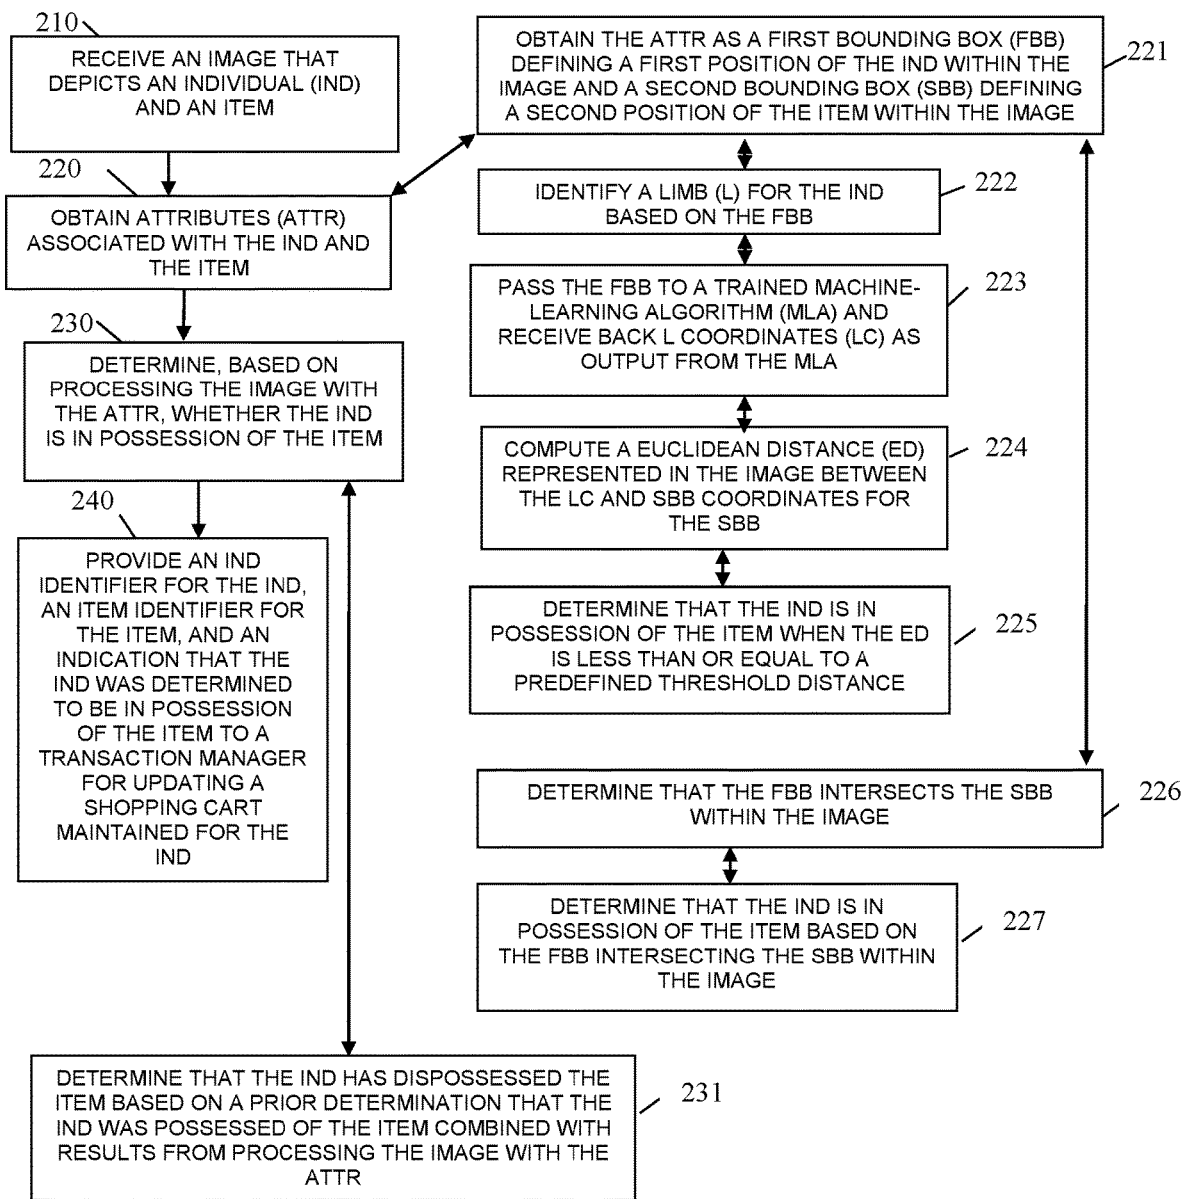 210
RECEIVE AN IMAGE THAT
DEPICTS AN INDIVIDUAL (IND)
AND AN ITEM
220
OBTAIN ATTRIBUTES (ATTR)
ASSOCIATED WITH THE IND AND
THE ITEM
230
DETERMINE, BASED ON
PROCESSING THE IMAGE WITH
THE ATTR, WHETHER THE IND
IS IN POSSESSION OF THE ITEM
240
PROVIDE AN IND
IDENTIFIER FOR THE IND,
AN ITEM IDENTIFIER FOR
THE ITEM, AND AN
INDICATION THAT THE
IND WAS DETERMINED
TO BE IN POSSESSION
OF THE ITEM TO A
TRANSACTION MANAGER
FOR UPDATING A
SHOPPING CART
MAINTAINED FOR THE
IND
OBTAIN THE ATTR AS A FIRST BOUNDING BOX (FBB)
DEFINING A FIRST POSITION OF THE IND WITHIN THE
IMAGE AND A SECOND BOUNDING BOX (SBB) DEFINING
A SECOND POSITION OF THE ITEM WITHIN THE IMAGE
221
IDENTIFY A LIMB (L) FOR THE IND
BASED ON THE FBB
222
PASS THE FBB TO A TRAINED MACHINE-
LEARNING ALGORITHM (MLA) AND
RECEIVE BACK L COORDINATES (LC) AS
OUTPUT FROM THE MLA
223
COMPUTE A EUCLIDEAN DISTANCE (ED)
REPRESENTED IN THE IMAGE BETWEEN
THE LC AND SBB COORDINATES FOR
THE SBB
224
DETERMINE THAT THE IND IS IN
POSSESSION OF THE ITEM WHEN THE ED
IS LESS THAN OR EQUAL TO A
PREDEFINED THRESHOLD DISTANCE
225
DETERMINE THAT THE FBB INTERSECTS THE SBB
WITHIN THE IMAGE
226
DETERMINE THAT THE IND IS IN
POSSESSION OF THE ITEM BASED ON
THE FBB INTERSECTING THE SBB WITHIN
THE IMAGE
227
DETERMINE THAT THE IND HAS DISPOSSESSED THE
ITEM BASED ON A PRIOR DETERMINATION THAT THE
IND WAS POSSESSED OF THE ITEM COMBINED WITH
RESULTS FROM PROCESSING THE IMAGE WITH THE
ATTR
231